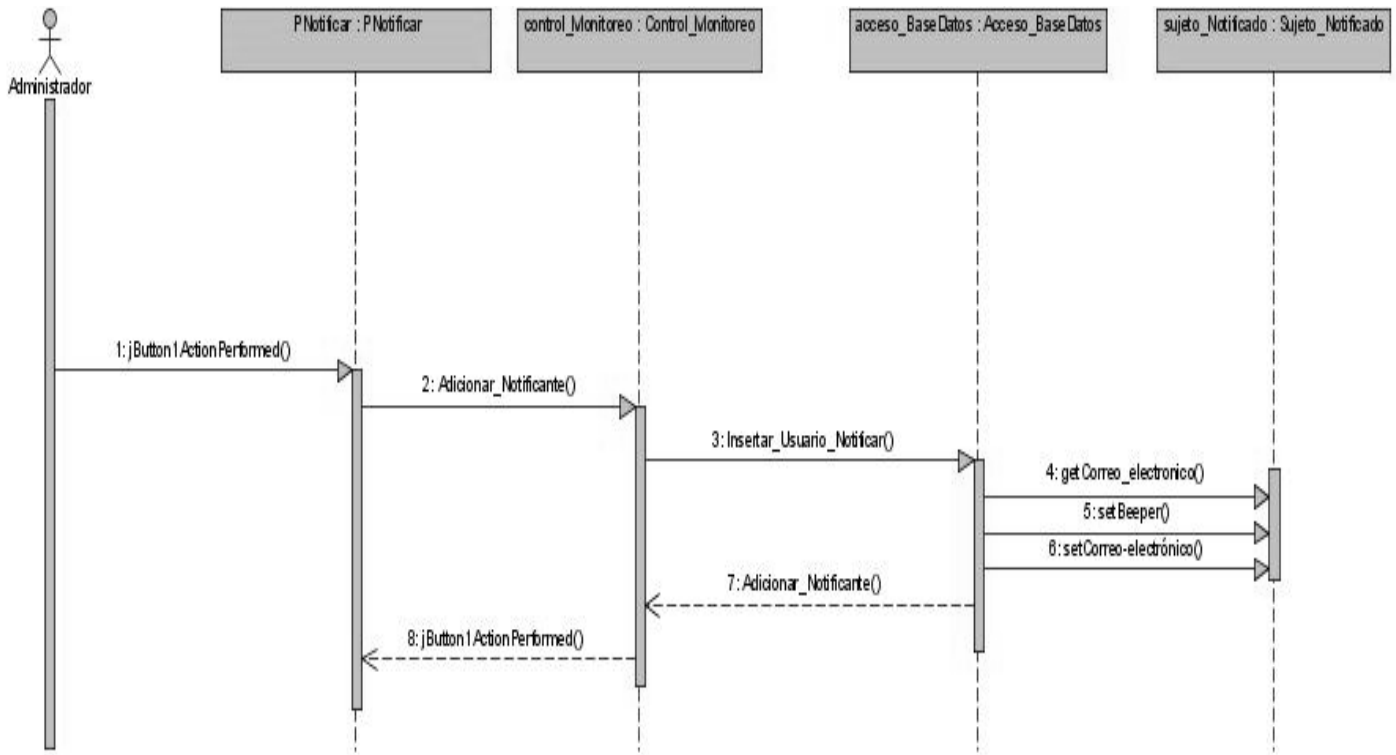 PNotificar : PNotificar
control_Monitoreo : Control_Monitoreo
acceso_BaseDatos : Acceso_BaseDatos
sujeto_Notificado : Sujeto_Notificado
Administrador
1: jButton1ActionPerformed()
2: Adicionar_Notificante()
3: Insertar_Usuario_Notificar()
4: getCorreo_electronico()
5: setBeeper()
6: setCorreo-electrónico()
7: Adicionar_Notificante()
8: jButton1ActionPerformed()